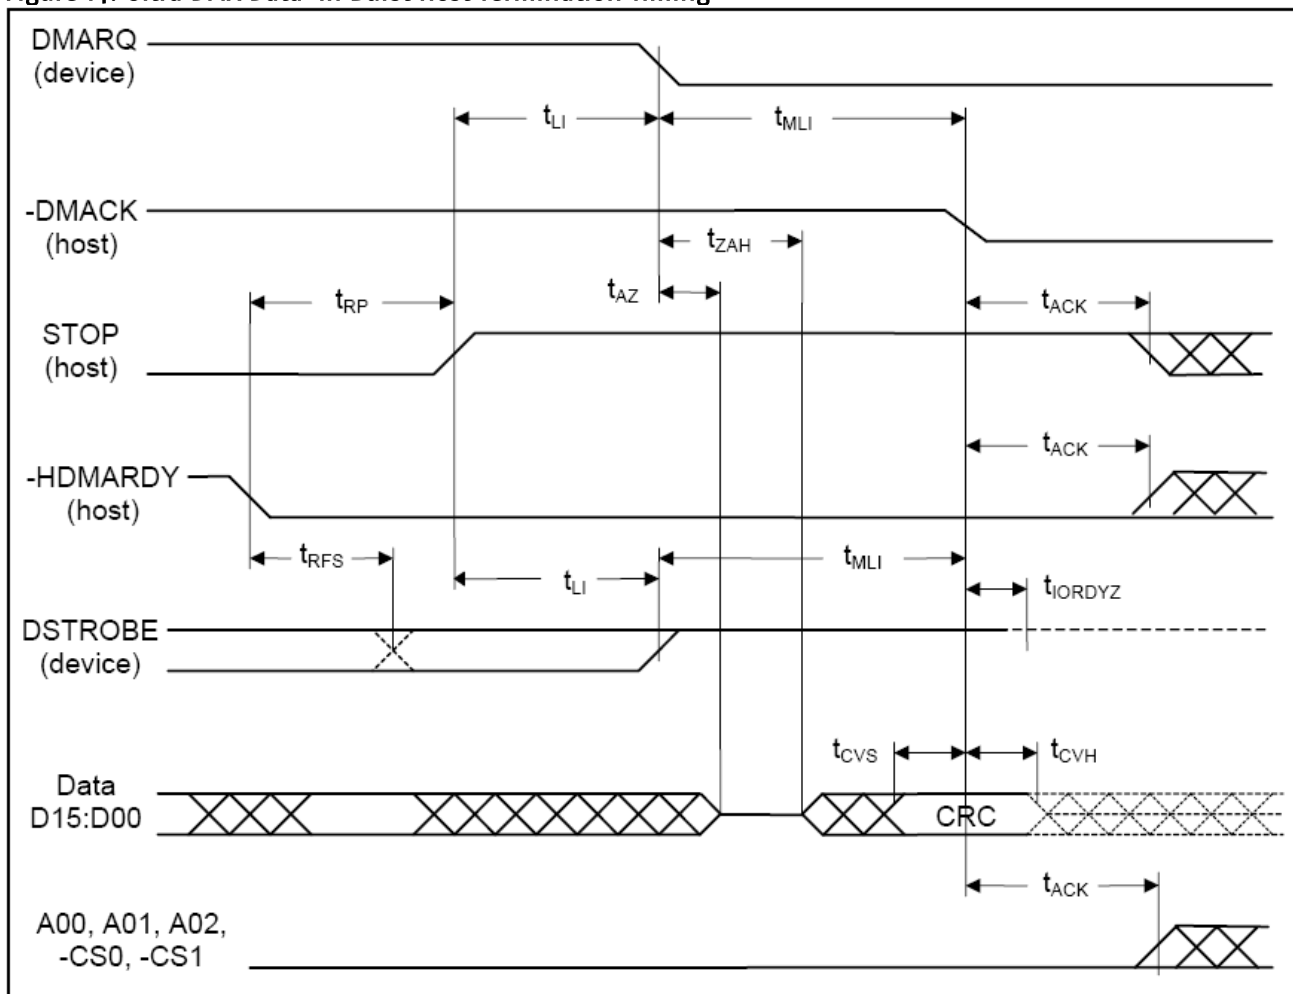 DMARQ
(device)
tLI
tMLI
-DMACK
(host)
tZAH
tAZ
tRP
tACK
STOP
(host)
tACK
-HDMARDY
(host)
tRFS
tLI
tMLI
tIORDYZ
DSTROBE
(device)
tCVS
tCVH
Data
D15:D00
CRC
tACK
A00, A01, A02,
-CS0, -CS1